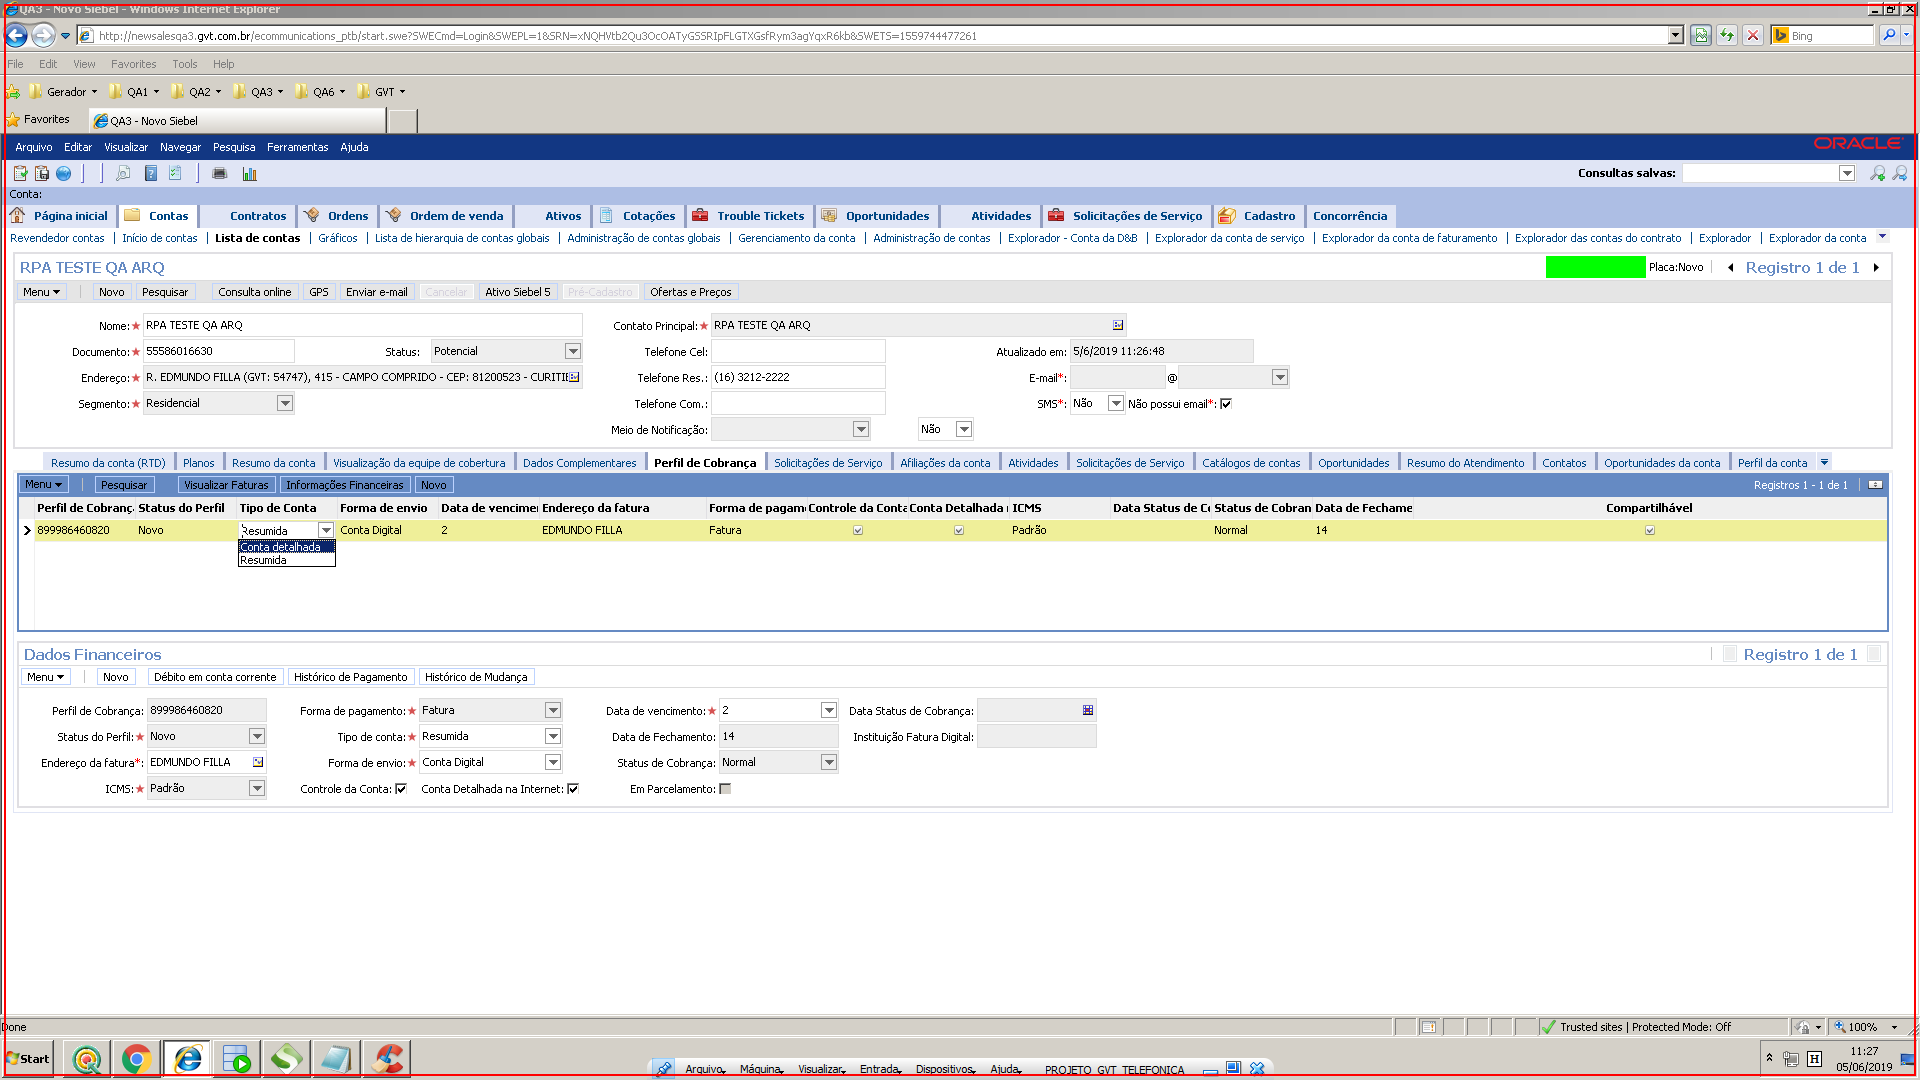 QA3 - Novo Siebel - Windows Internet Explorer
http://newsalesqa3.gvt.com.br/ecommunications_ptb/start.swe?SWECmd=Login&SWEPL=1&SRN=xNQHVtb2Qu3OcOATyGSSRIpFLGTXGsfRym3agYqxR6kb&SWETS=1559744477261
Bing
File Edit View Favorites Tools Help
Gerador QA1 QA2 QA3 QA6 GVT
Favorites QA3 - Novo Siebel
Arquivo Editar Visualizar Navegar Pesquisa Ferramentas Ajuda ORACLE
Consultas salvas:
Conta:
Página inicial Contas Contratos Ordens Ordem de venda Ativos Cotações Trouble Tickets Oportunidades Atividades Solicitações de Serviço Cadastro Concorrência
Revendedor contas Início de contas Lista de contas Gráficos Lista de hierarquia de contas globais Administração de contas globais Gerenciamento da conta Administração de contas Explorador - Conta da D&B Explorador da conta de serviço Explorador da conta de faturamento Explorador das contas do contrato Explorador Explorador da conta
RPA TESTE QA ARQ Placa:Novo Registro 1 de 1
Menu Novo Pesquisar Consulta online GPS Enviar e-mail Cancelar Ativo Siebel 5 Pré-Cadastro Ofertas e Preços
Nome:★ RPA TESTE QA ARQ Contato Principal:★ RPA TESTE QA ARQ
Documento:★ 55586016630 Status: Potencial Telefone Cel: Atualizado em: 5/6/2019 11:26:48
Endereço:★ R. EDMUNDO FILLA (GVT: 54747), 415 - CAMPO COMPRIDO - CEP: 81200523 - CURITIE Telefone Res.: (16) 3212-2222 E-mail*: @
Segmento:★ Residencial Telefone Com.: SMS*: Não Não possui email*:
Meio de Notificação: Não
Resumo da conta (RTD) Planos Resumo da conta Visualização da equipe de cobertura Dados Complementares Perfil de Cobrança Solicitações de Serviço Afiliações da conta Atividades Solicitações de Serviço Catálogos de contas Oportunidades Resumo do Atendimento Contatos Oportunidades da conta Perfil da conta
Menu Pesquisar Visualizar Faturas Informações Financeiras Novo Registros 1 - 1 de 1
Perfil de Cobranç Status do Perfil Tipo de Conta Forma de envio Data de vencimen Endereço da fatura Forma de pagam Controle da Conta Conta Detalhada ICMS Data Status de C Status de Cobran Data de Fechame Compartilhável
899986460820 Novo Resumida Conta Digital 2 EDMUNDO FILLA Fatura Padrão Normal 14
Conta detalhada
Resumida
Dados Financeiros Registro 1 de 1
Menu Novo Débito em conta corrente Histórico de Pagamento Histórico de Mudança
Perfil de Cobrança: 899986460820 Forma de pagamento:★ Fatura Data de vencimento:★ 2 Data Status de Cobrança:
Status do Perfil:★ Novo Tipo de conta:★ Resumida Data de Fechamento: 14 Instituição Fatura Digital:
Endereço da fatura*: EDMUNDO FILLA Forma de envio:★ Conta Digital Status de Cobrança: Normal
ICMS:★ Padrão Controle da Conta: Conta Detalhada na Internet: Em Parcelamento:
Done Trusted sites | Protected Mode: Off 100%
Start H 11:27
05/06/2019
Arquivo Máquina Visualizar Entrada Dispositivos Ajuda PROJETO_GVT_TELEFONICA